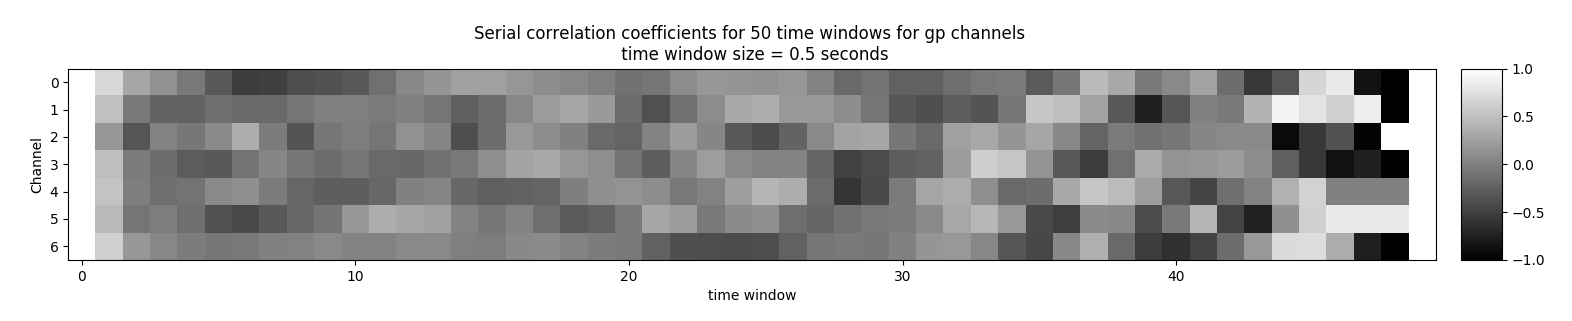 Serial correlation coefficients for 50 time windows for gp channels
time window size = 0.5 seconds
0
1
2
3
4
5
6
Channel
0 10 20 30 40
time window
1.0
0.5
0.0
−0.5
−1.0